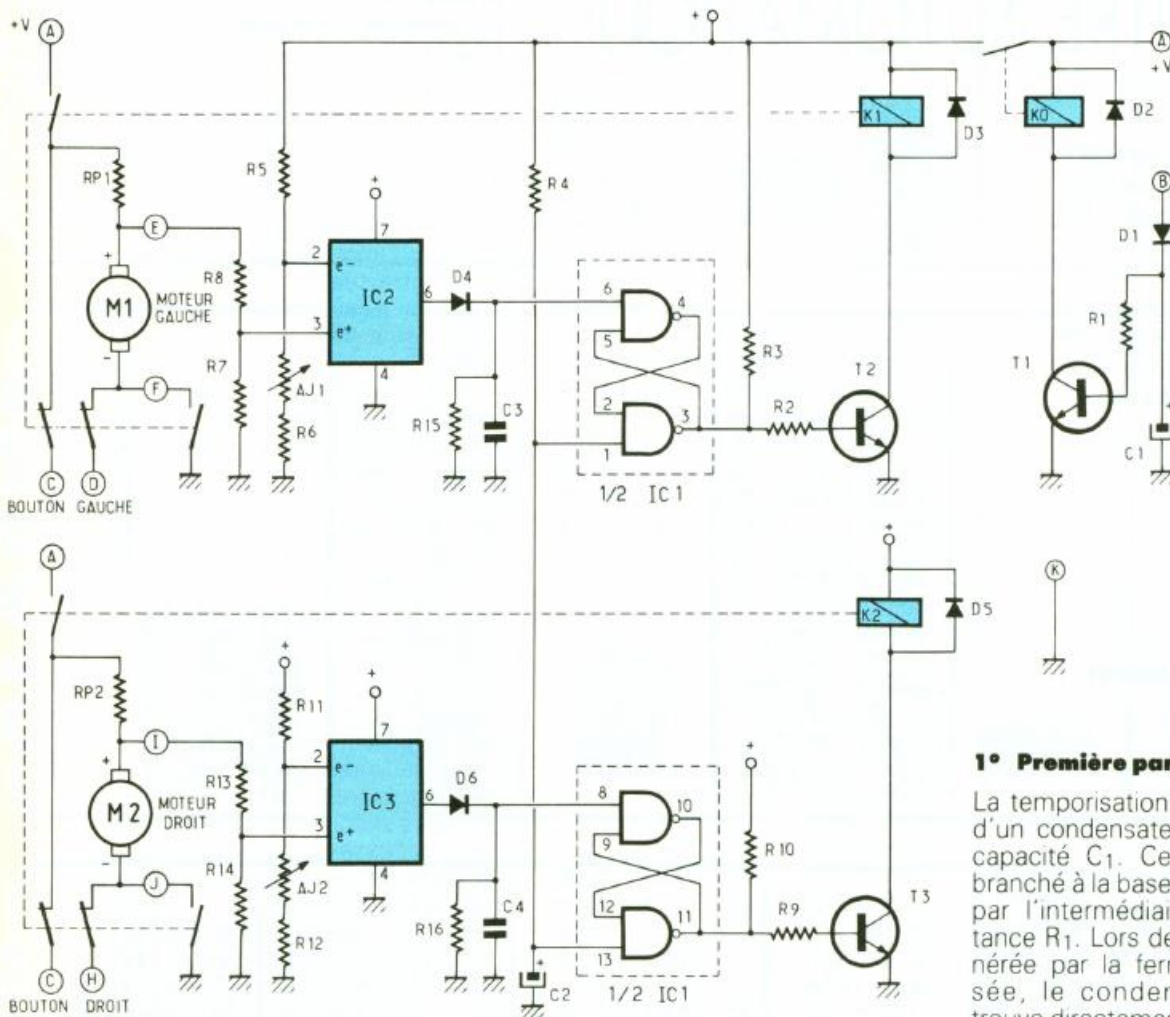 +V A
+
A
+V
K1
D3
K0
D2
RP1
R5
+
R4
B
E
7
D1
M1
MOTEUR
GAUCHE
+
-
R8
2
e-
IC2
6
D4
6
4
5
R1
3
e+
R3
T2
T1
R7
F
4
AJ1
R15
C3
2
3
1
R2
+
C1
R6
C
D
BOUTON GAUCHE
1/2 IC1
A
+
K
K2
D5
RP2
+
R11
+
I
7
+
M2
MOTEUR
DROIT
+
-
R13
2
e-
IC3
6
D6
8
10
9
R10
3
e+
R14
J
4
AJ2
R16
C4
12
11
13
R9
T3
R12
+
C2
C
H
BOUTON DROIT
1/2 IC1
1° Première par
La temporisation
d'un condensate
capacité C1. Ce
branché à la base
par l'intermédiai
tance R1. Lors de
nérée par la ferm
sée, le conden
trouve directemen